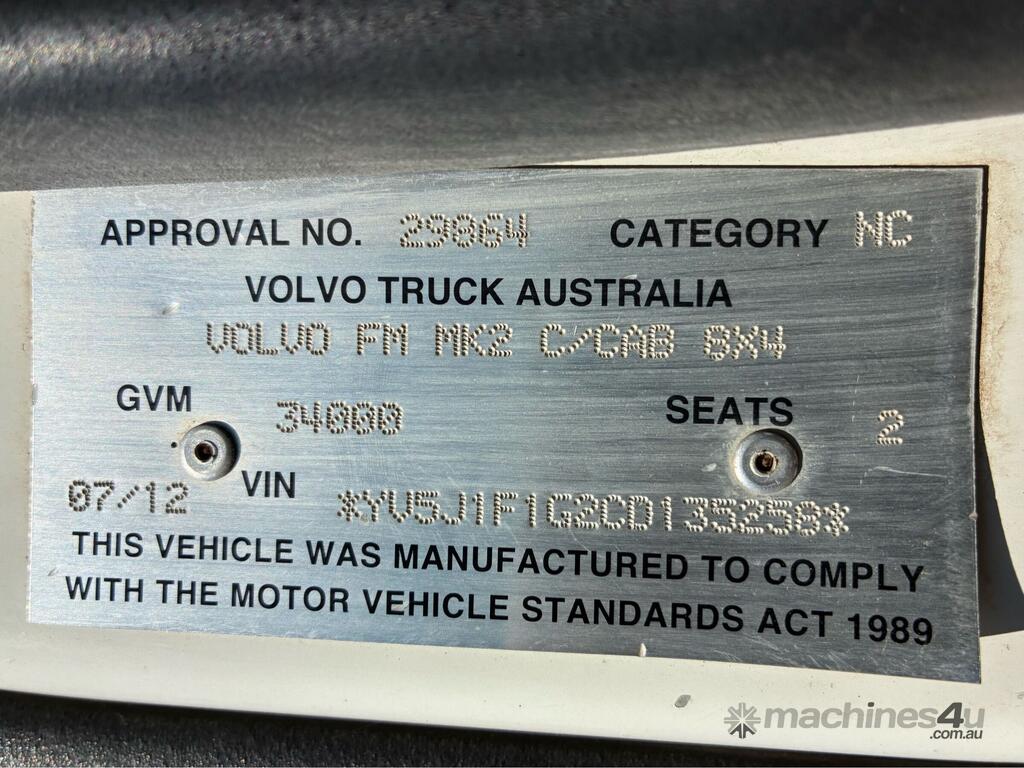 APPROVAL NO. 29864 CATEGORY NC
VOLVO TRUCK AUSTRALIA
VOLVO FM MK2 C/CAB 8X4
GVM 34000 SEATS 2
07/12 VIN *YV5J1F1G2CD135258*
THIS VEHICLE WAS MANUFACTURED TO COMPLY
WITH THE MOTOR VEHICLE STANDARDS ACT 1989
machines4u
.com.au